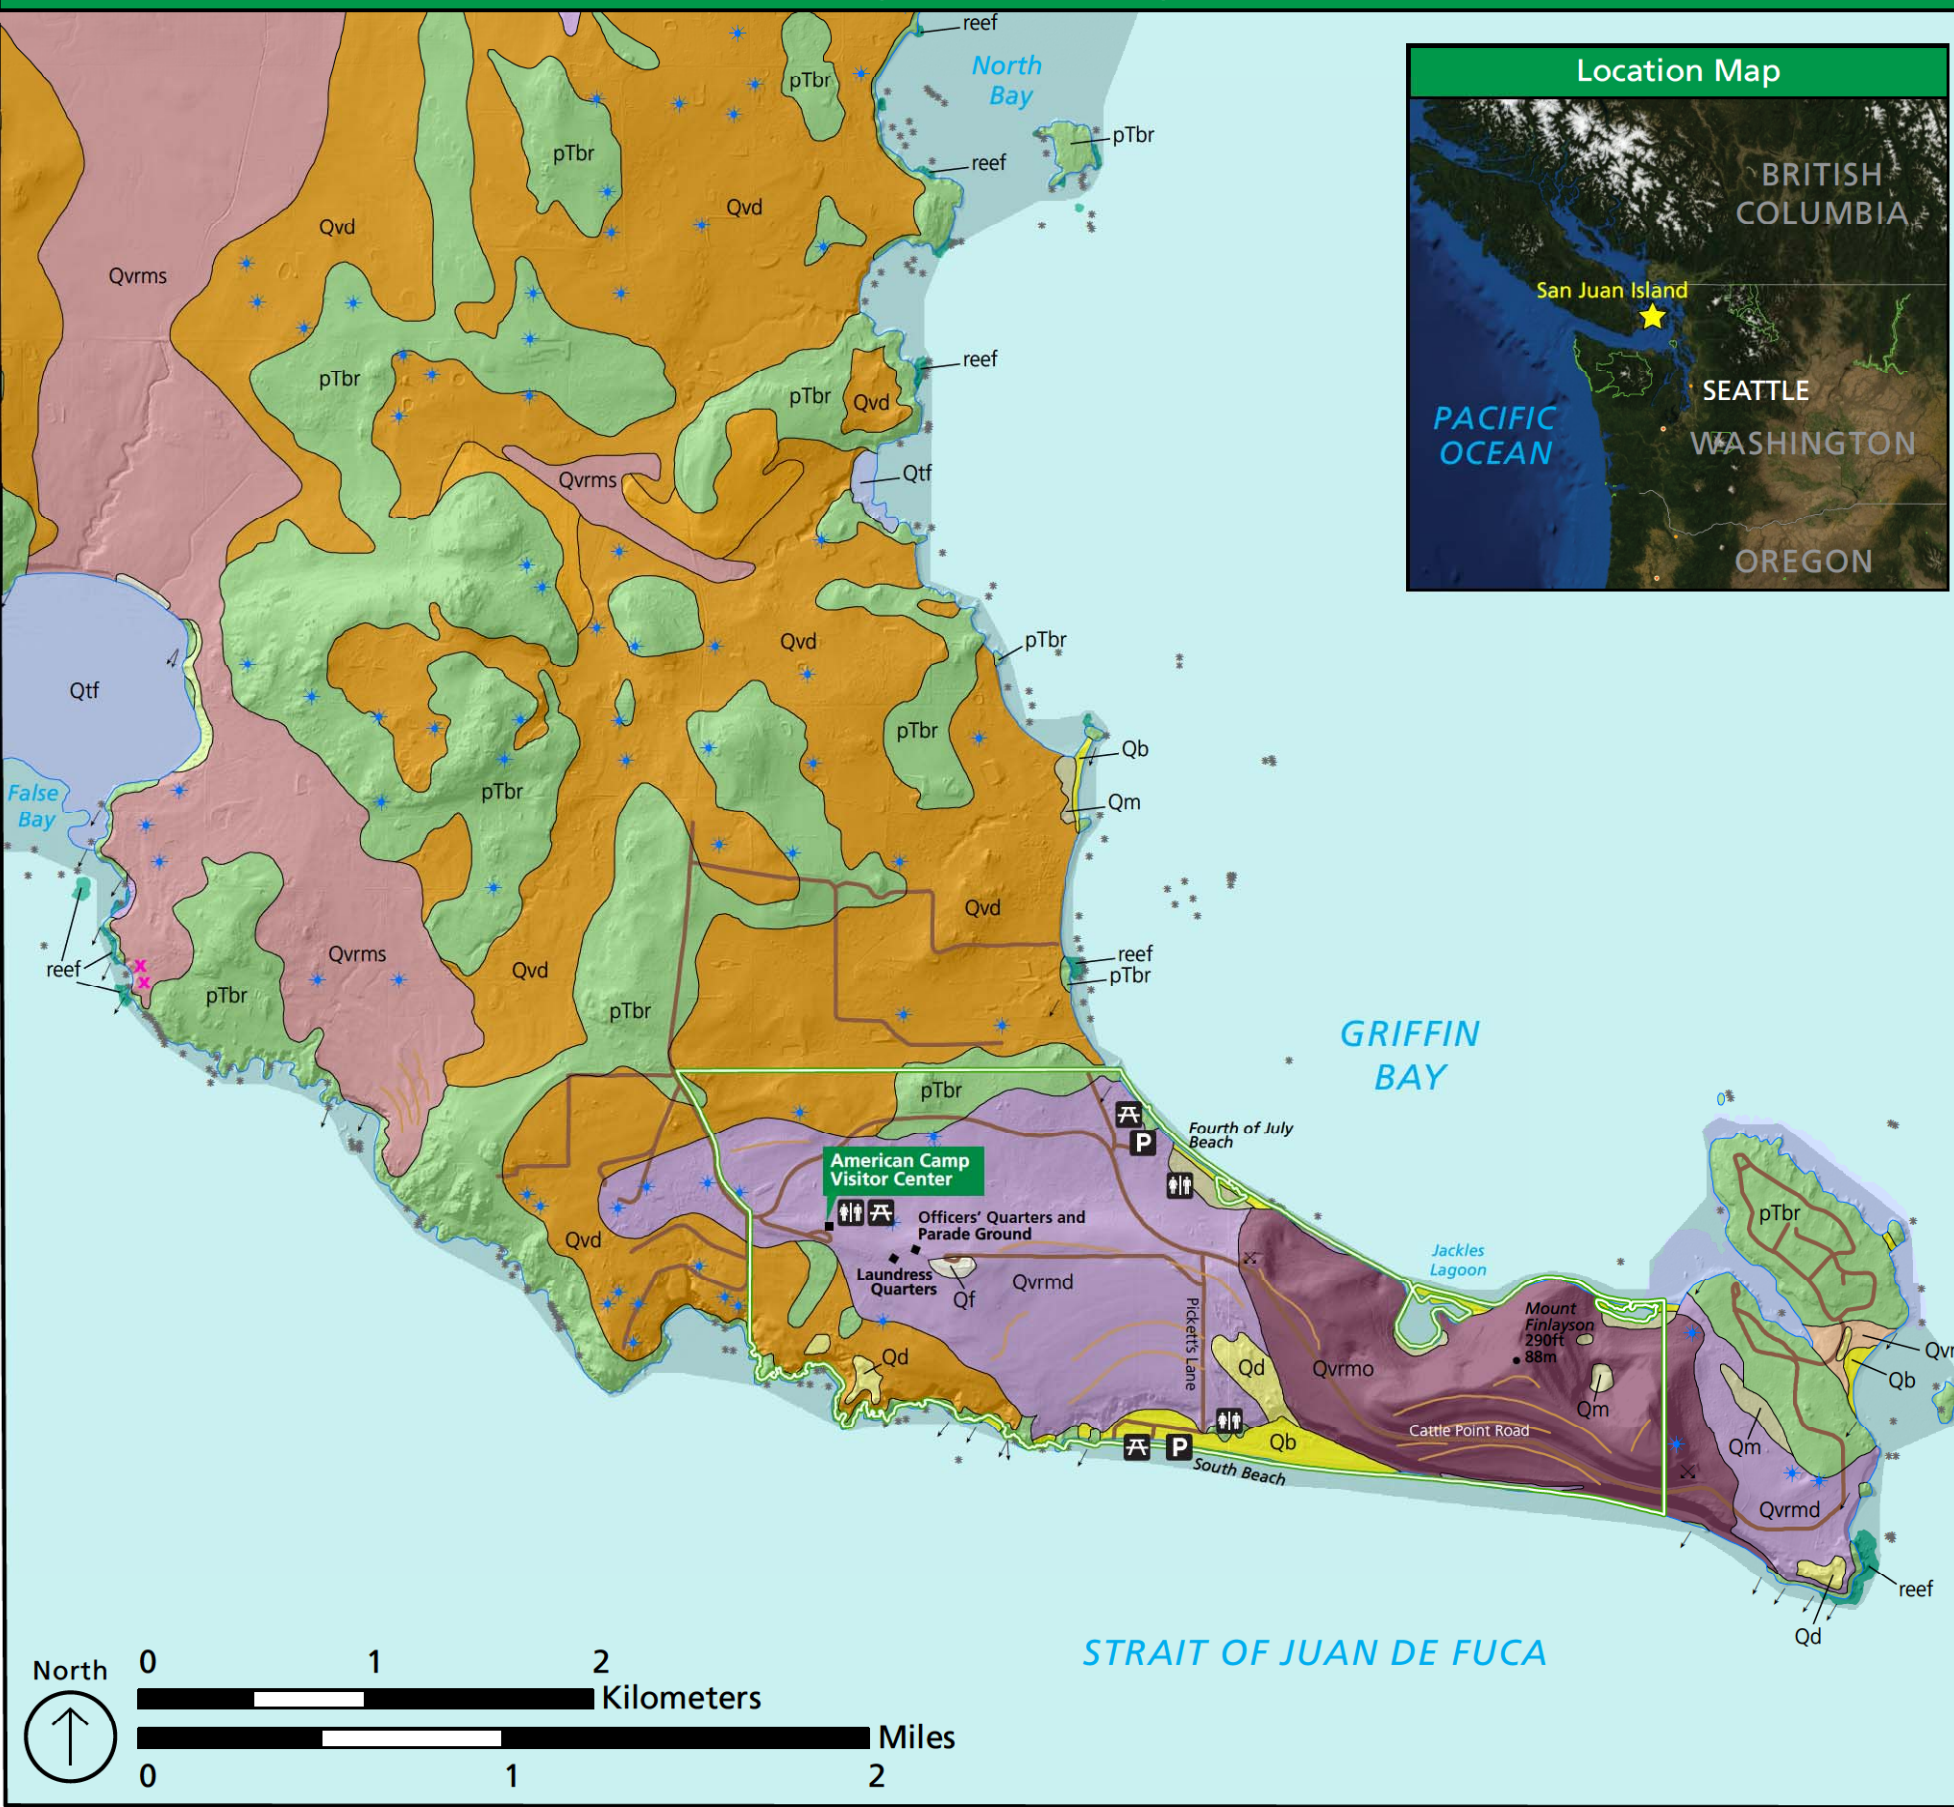 reef
North
Bay
Location Map
pTbr
pTbr
BRITISH
COLUMBIA
pTbr
reef
Qvd
Qvd
Qvrms
San Juan Island
reef
pTbr
pTbr
Qvd
SEATTLE
PACIFIC
OCEAN
WASHINGTON
Qvrms
Qtf
OREGON
Qvd
pTbr
Qtf
pTbr
Qb
pTbr
False
Bay
Qm
Qvd
Qvrms
reef
reef
pTbr
Qvd
pTbr
pTbr
GRIFFIN
BAY
pTbr
Fourth of July
Beach
P
American Camp
Visitor Center
pTbr
Officers' Quarters and
Parade Ground
Qvd
Jackles
Lagoon
Laundress
Quarters
Qf
Qvrmd
Pickett's Lane
Mount
Finlayson
290ft
88m
Qd
Qd
Qvrmo
Qvr
Qb
Qm
Cattle Point Road
Qb
Qm
P
South Beach
Qvrmd
reef
Qd
STRAIT OF JUAN DE FUCA
North
0 1 2
Kilometers
Miles
0 1 2